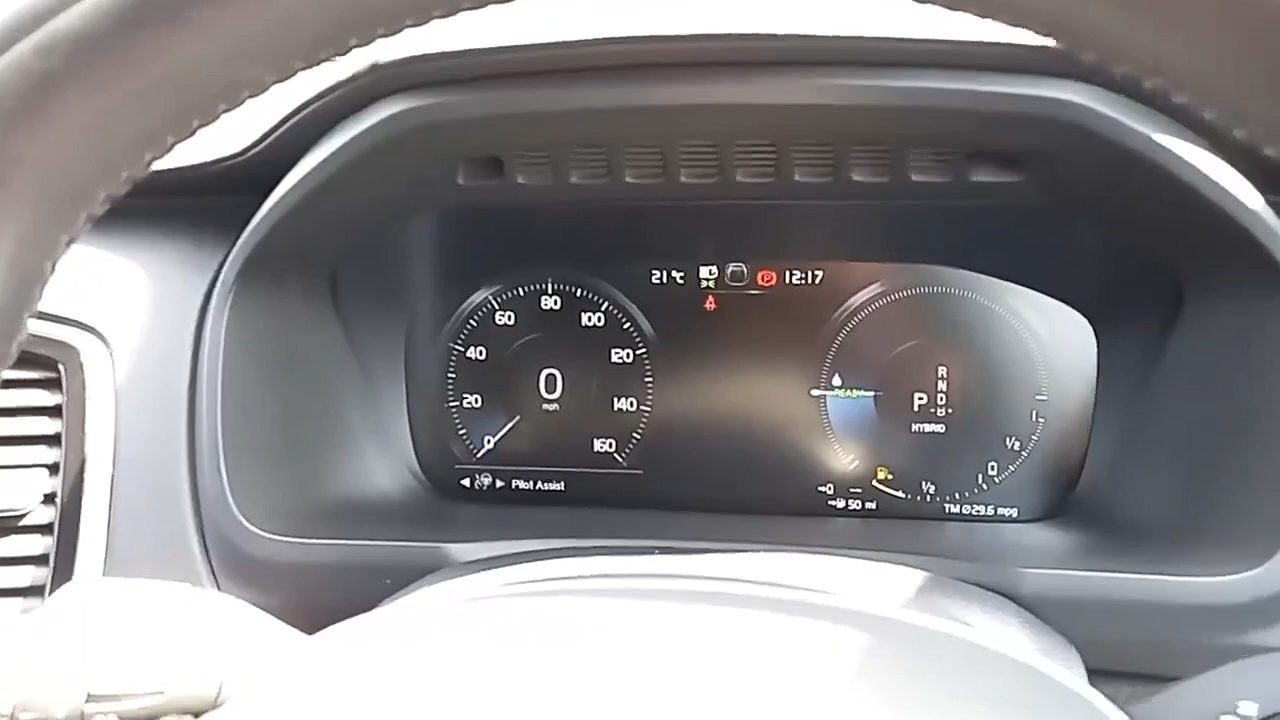 21°C
12:17
0
20
40
60
80
100
120
140
160
0
mph
Pilot Assist
READY
R
N
D
P
B
HYBRID
1
1/2
0
1/2
50 mi
TM Ø29.6 mpg